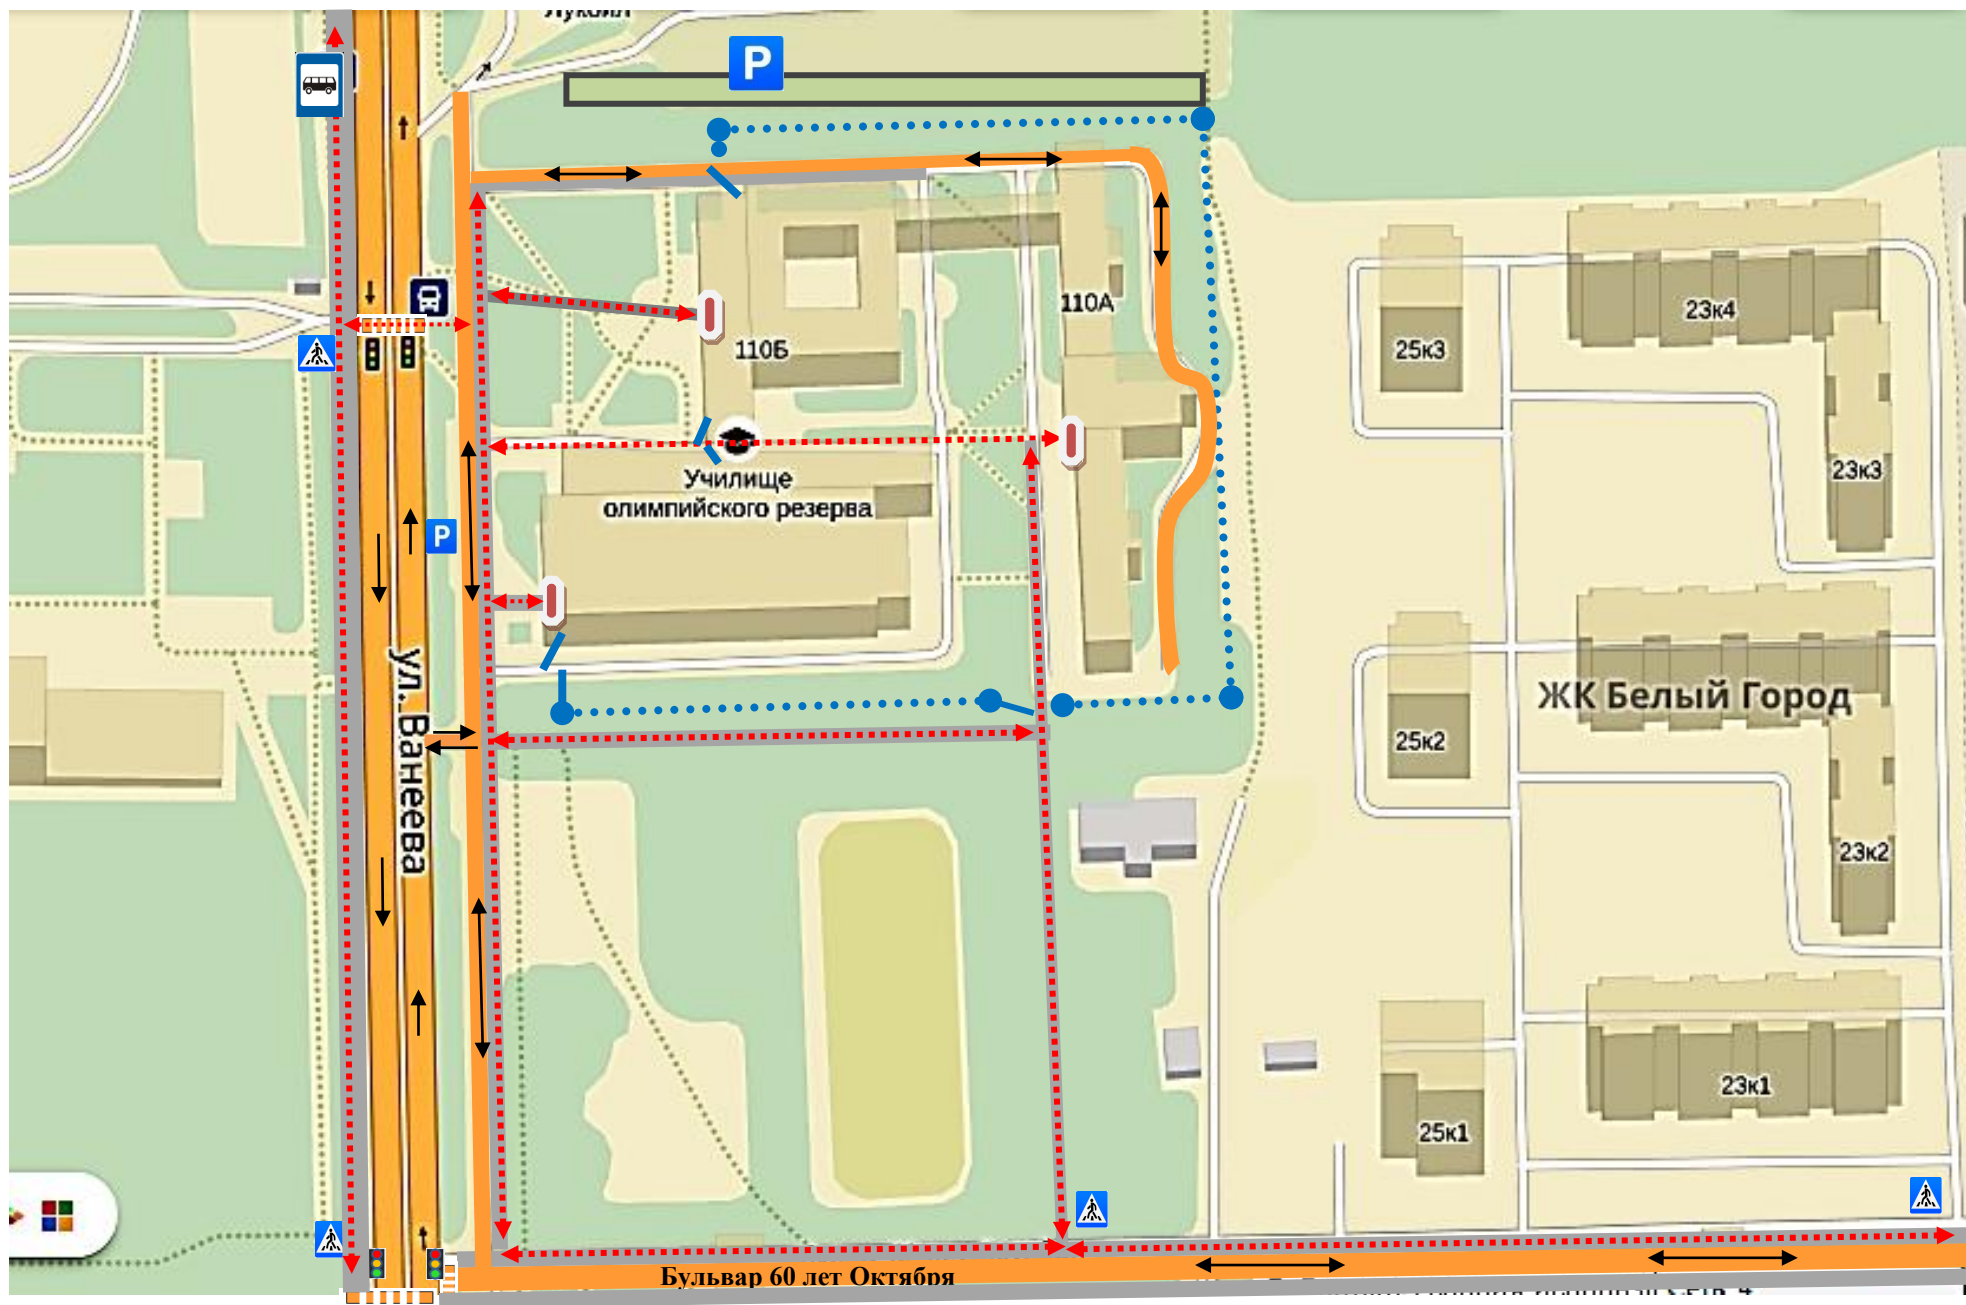 Лукойл
P
110А
23к4
110Б
25к3
23к3
Училище
олимпийского резерва
P
ул. Ванеева
ЖК Белый Город
25к2
23к2
23к1
25к1
Бульвар 60 лет Октября